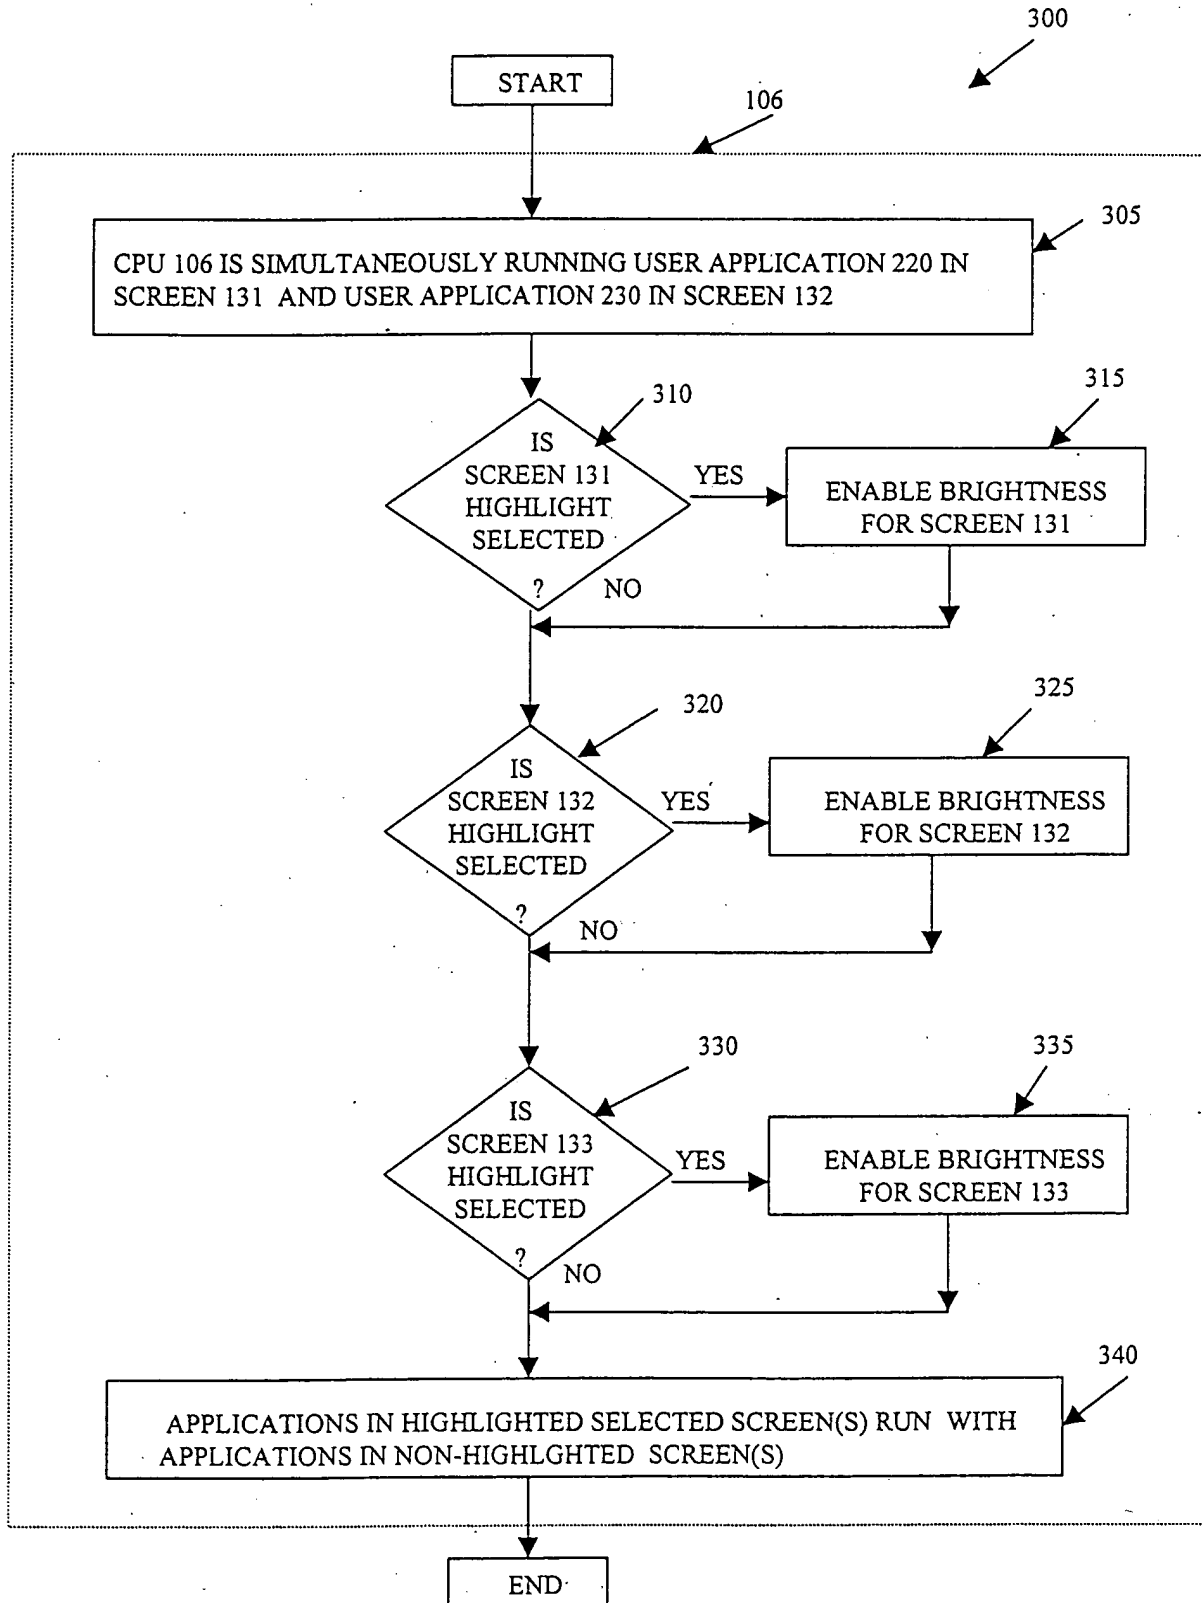 300
START
106
305
CPU 106 IS SIMULTANEOUSLY RUNNING USER APPLICATION 220 IN
SCREEN 131 AND USER APPLICATION 230 IN SCREEN 132
310
315
IS
SCREEN 131
HIGHLIGHT
SELECTED
?
YES
NO
ENABLE BRIGHTNESS
FOR SCREEN 131
320
325
IS
SCREEN 132
HIGHLIGHT
SELECTED
?
YES
NO
ENABLE BRIGHTNESS
FOR SCREEN 132
330
335
IS
SCREEN 133
HIGHLIGHT
SELECTED
?
YES
NO
ENABLE BRIGHTNESS
FOR SCREEN 133
340
APPLICATIONS IN HIGHLIGHTED SELECTED SCREEN(S) RUN WITH
APPLICATIONS IN NON-HIGHLGHTED SCREEN(S)
END